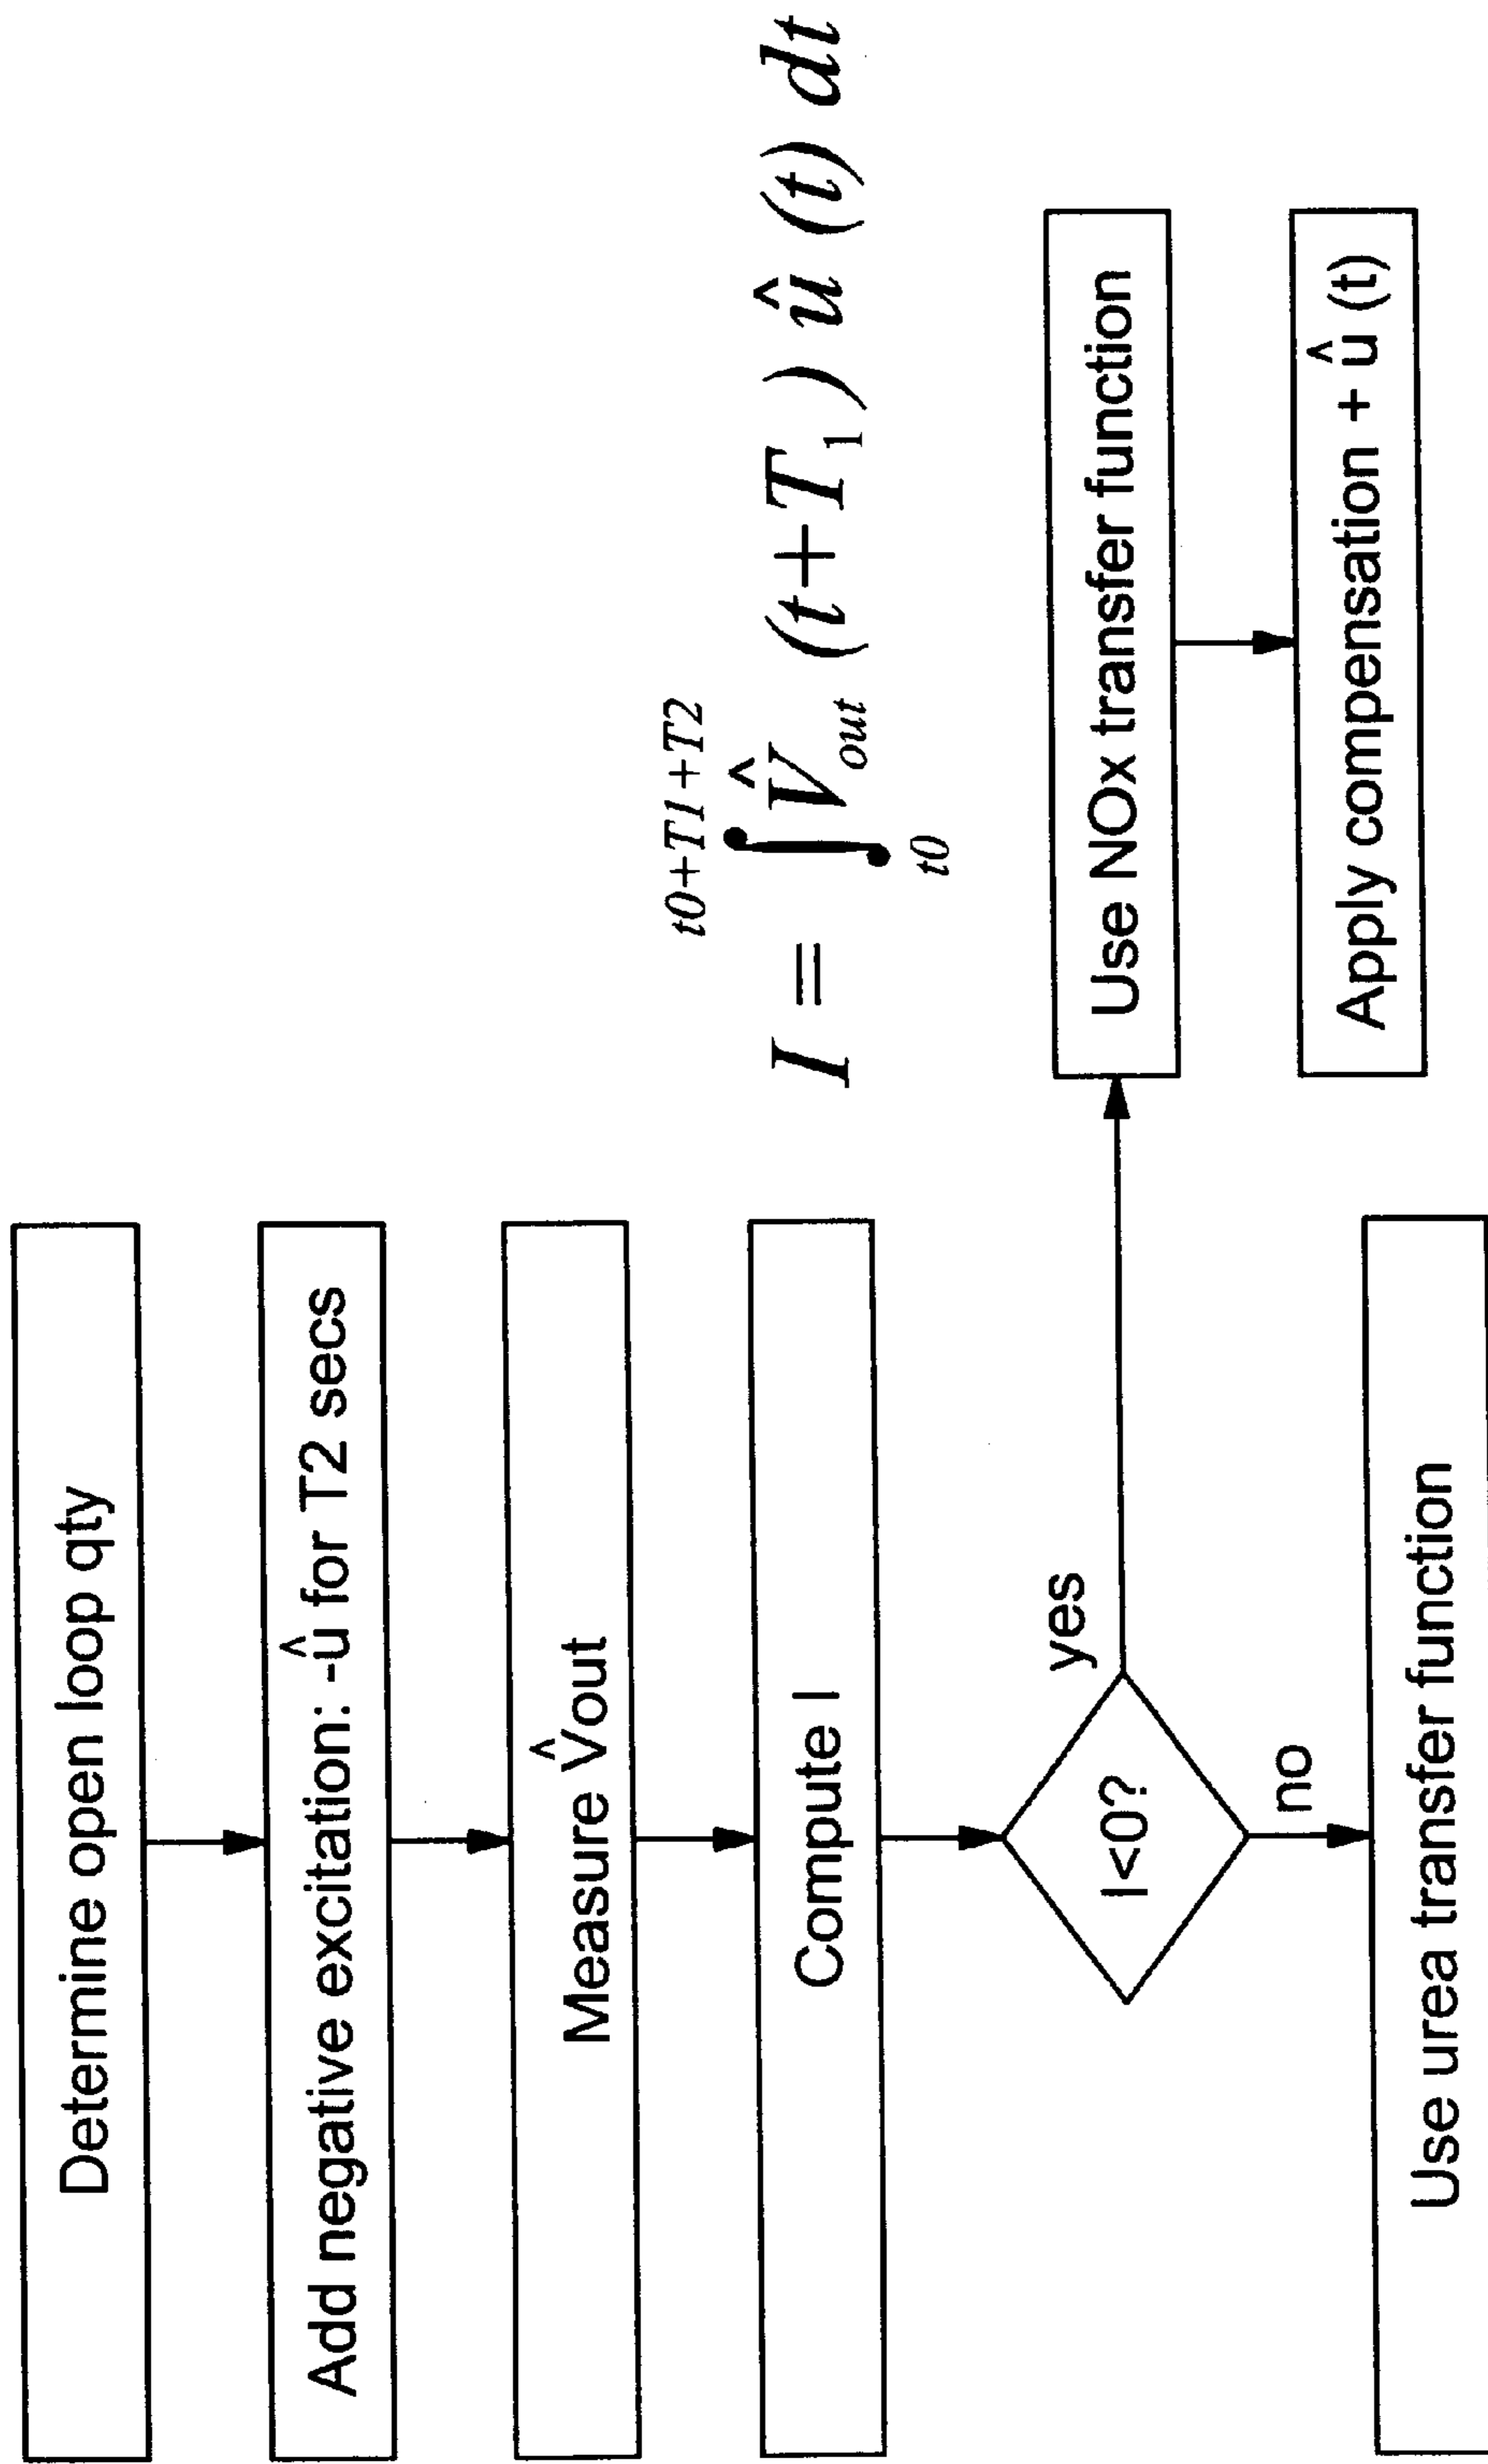 Determine open loop qty
Add negative excitation: -û for T2 secs
Measure V̂out
Compute I
I = ∫_{t0}^{t0+T1+T2} V̂_{out} (t+T_1) û (t) dt
I<0?
yes
no
Use NOx transfer function
Apply compensation + û (t)
Use urea transfer function